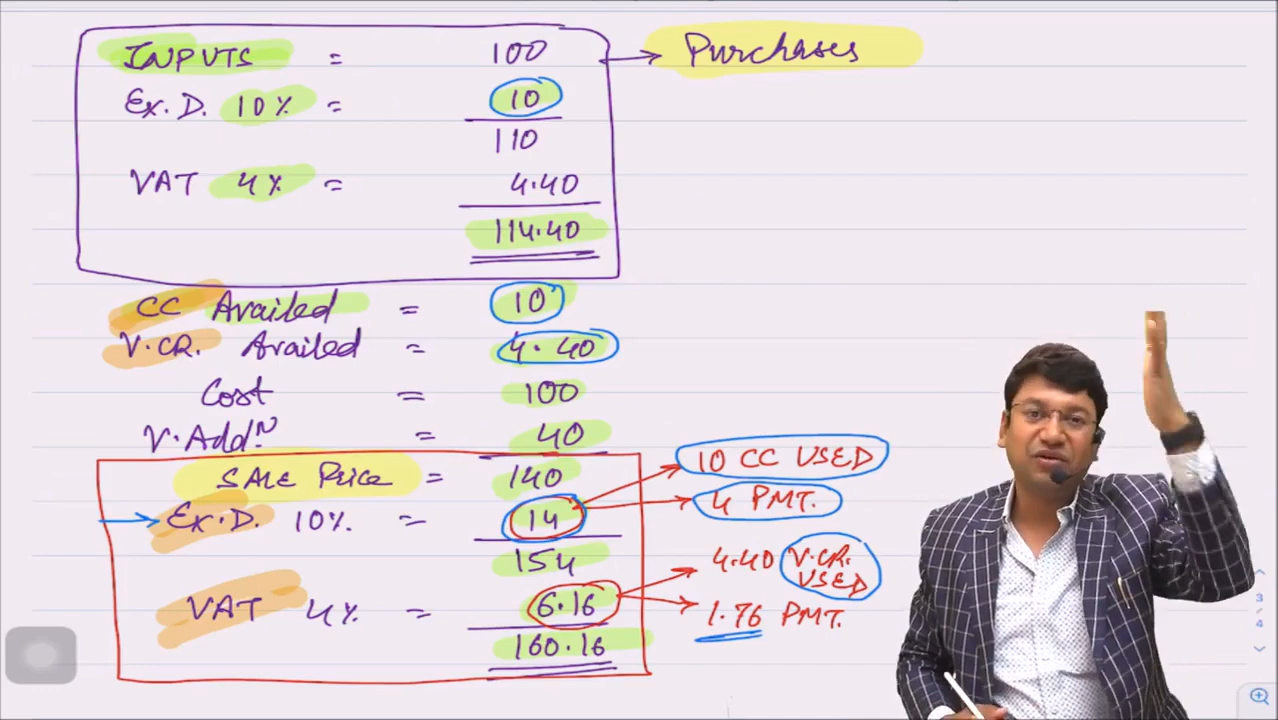 INPUTS = 100 → Purchases
Ex. D. 10% = 10
110
VAT 4% = 4.40
114.40
CC Availed = 10
V.CR. Availed = 4.40
Cost = 100
V.Addn = 40
SALE Price = 140
10 CC USED
Ex.D. 10% = 14
4 PMT.
154
4.40 V.CR. USED
VAT 4% = 6.16
1.76 PMT.
160.16
3
4